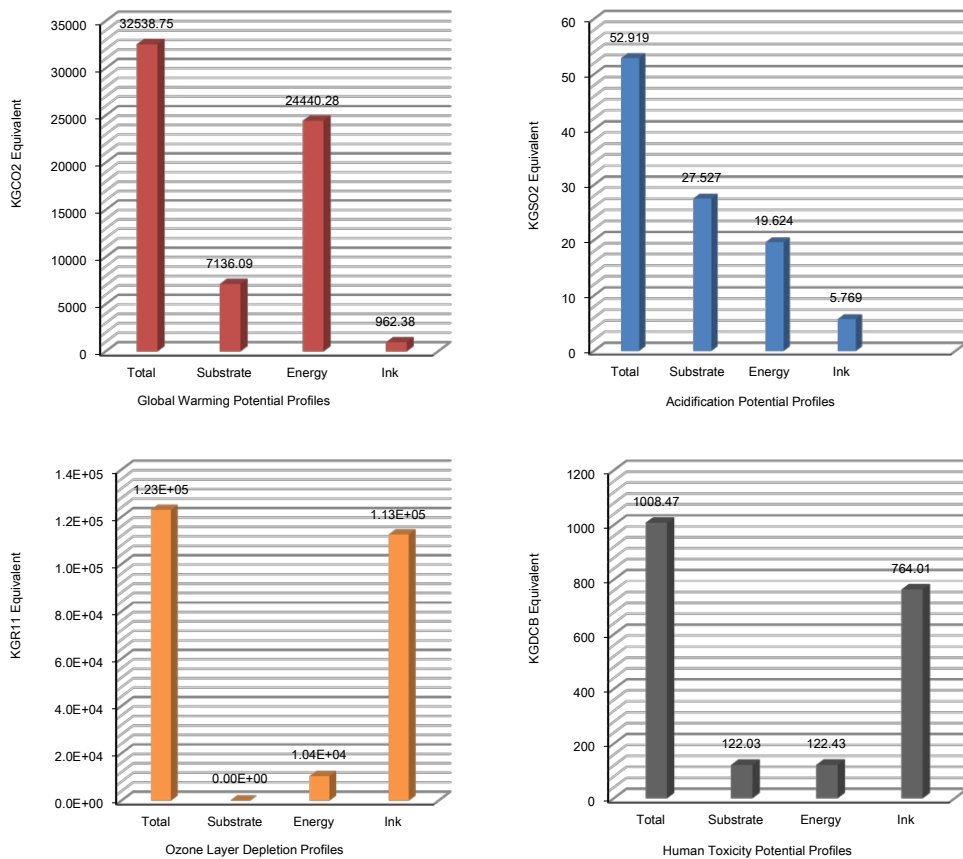 35000
30000
25000
20000
15000
10000
5000
0
KGCO2 Equivalent
32538.75
7136.09
24440.28
962.38
Total Substrate Energy Ink
Global Warming Potential Profiles
60
50
40
30
20
10
0
KGSO2 Equivalent
52.919
27.527
19.624
5.769
Total Substrate Energy Ink
Acidification Potential Profiles
1.4E+05
1.2E+05
1.0E+05
8.0E+04
6.0E+04
4.0E+04
2.0E+04
0.0E+00
KGR11 Equivalent
1.23E+05
0.00E+00
1.04E+04
1.13E+05
Total Substrate Energy Ink
Ozone Layer Depletion Profiles
1200
1000
800
600
400
200
0
KGDCB Equivalent
1008.47
122.03
122.43
764.01
Total Substrate Energy Ink
Human Toxicity Potential Profiles